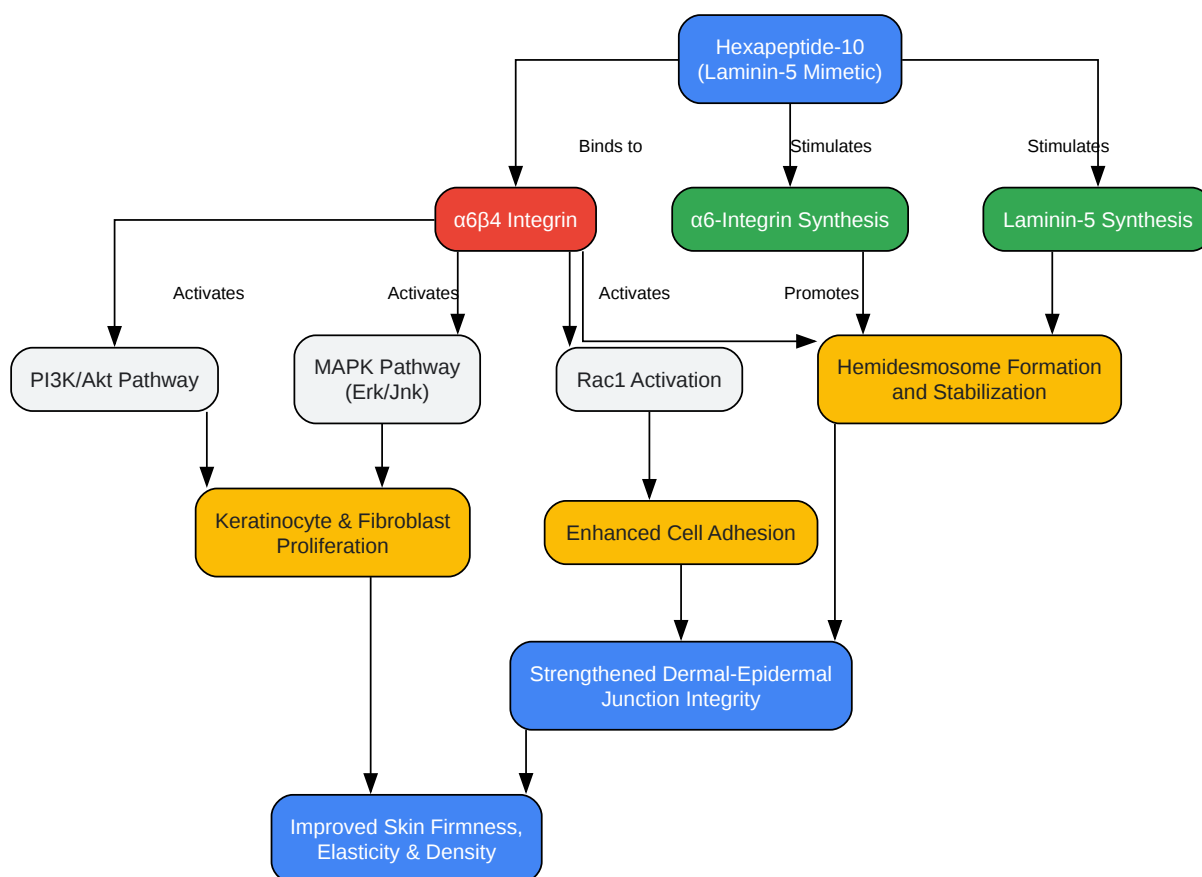 Hexapeptide-10
(Laminin-5 Mimetic)
Binds to
Stimulates
Stimulates
α6β4 Integrin
α6-Integrin Synthesis
Laminin-5 Synthesis
Activates
Activates
Activates
Promotes
PI3K/Akt Pathway
MAPK Pathway
(Erk/Jnk)
Rac1 Activation
Hemidesmosome Formation
and Stabilization
Keratinocyte & Fibroblast
Proliferation
Enhanced Cell Adhesion
Strengthened Dermal-Epidermal
Junction Integrity
Improved Skin Firmness,
Elasticity & Density